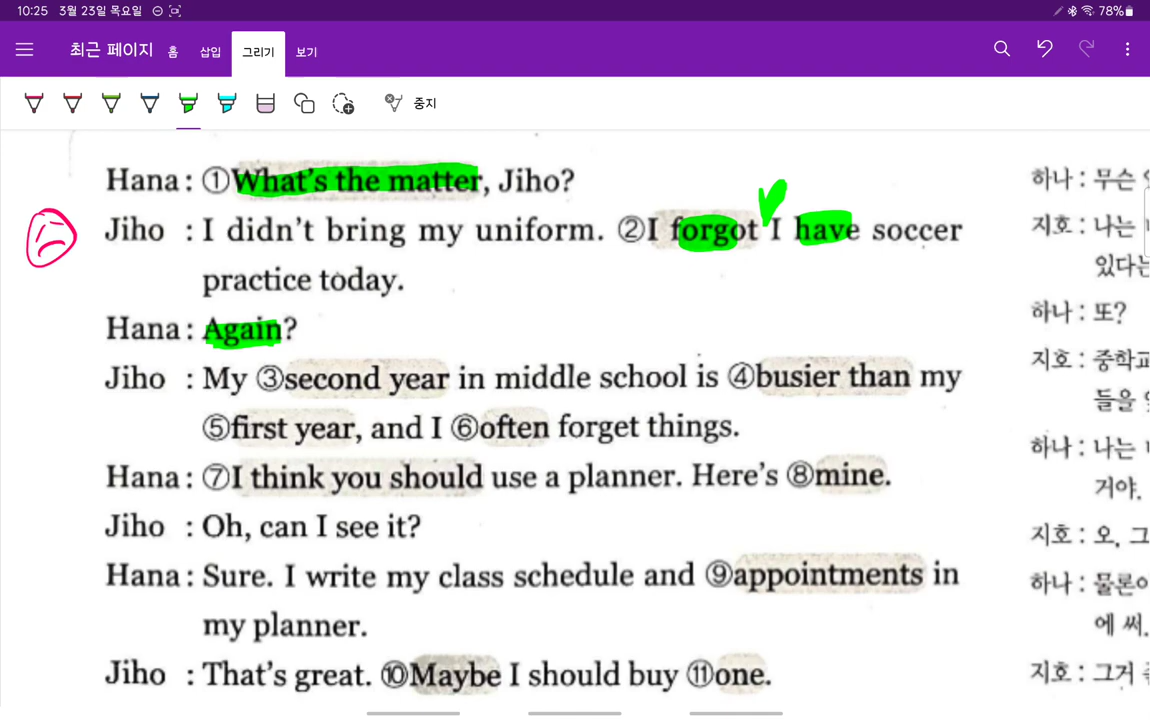 10:25 3월 23일 목요일 78%
최근 페이지 홈 삽입 그리기 보기
중지
Hana : ①What's the matter, Jiho?
하나 : 무슨
Jiho : I didn't bring my uniform. ②I forgot I have soccer
지호 : 나는
practice today.
있다는
Hana : Again?
하나 : 또?
Jiho : My ③second year in middle school is ④busier than my
지호 : 중학교
⑤first year, and I ⑥often forget things.
들을
Hana : ⑦I think you should use a planner. Here's ⑧mine.
하나 : 나는
거야.
Jiho : Oh, can I see it?
지호 : 오, 그
Hana : Sure. I write my class schedule and ⑨appointments in
하나 : 물론이
my planner.
에 써.
Jiho : That's great. ⑩Maybe I should buy ⑪one.
지호 : 그거